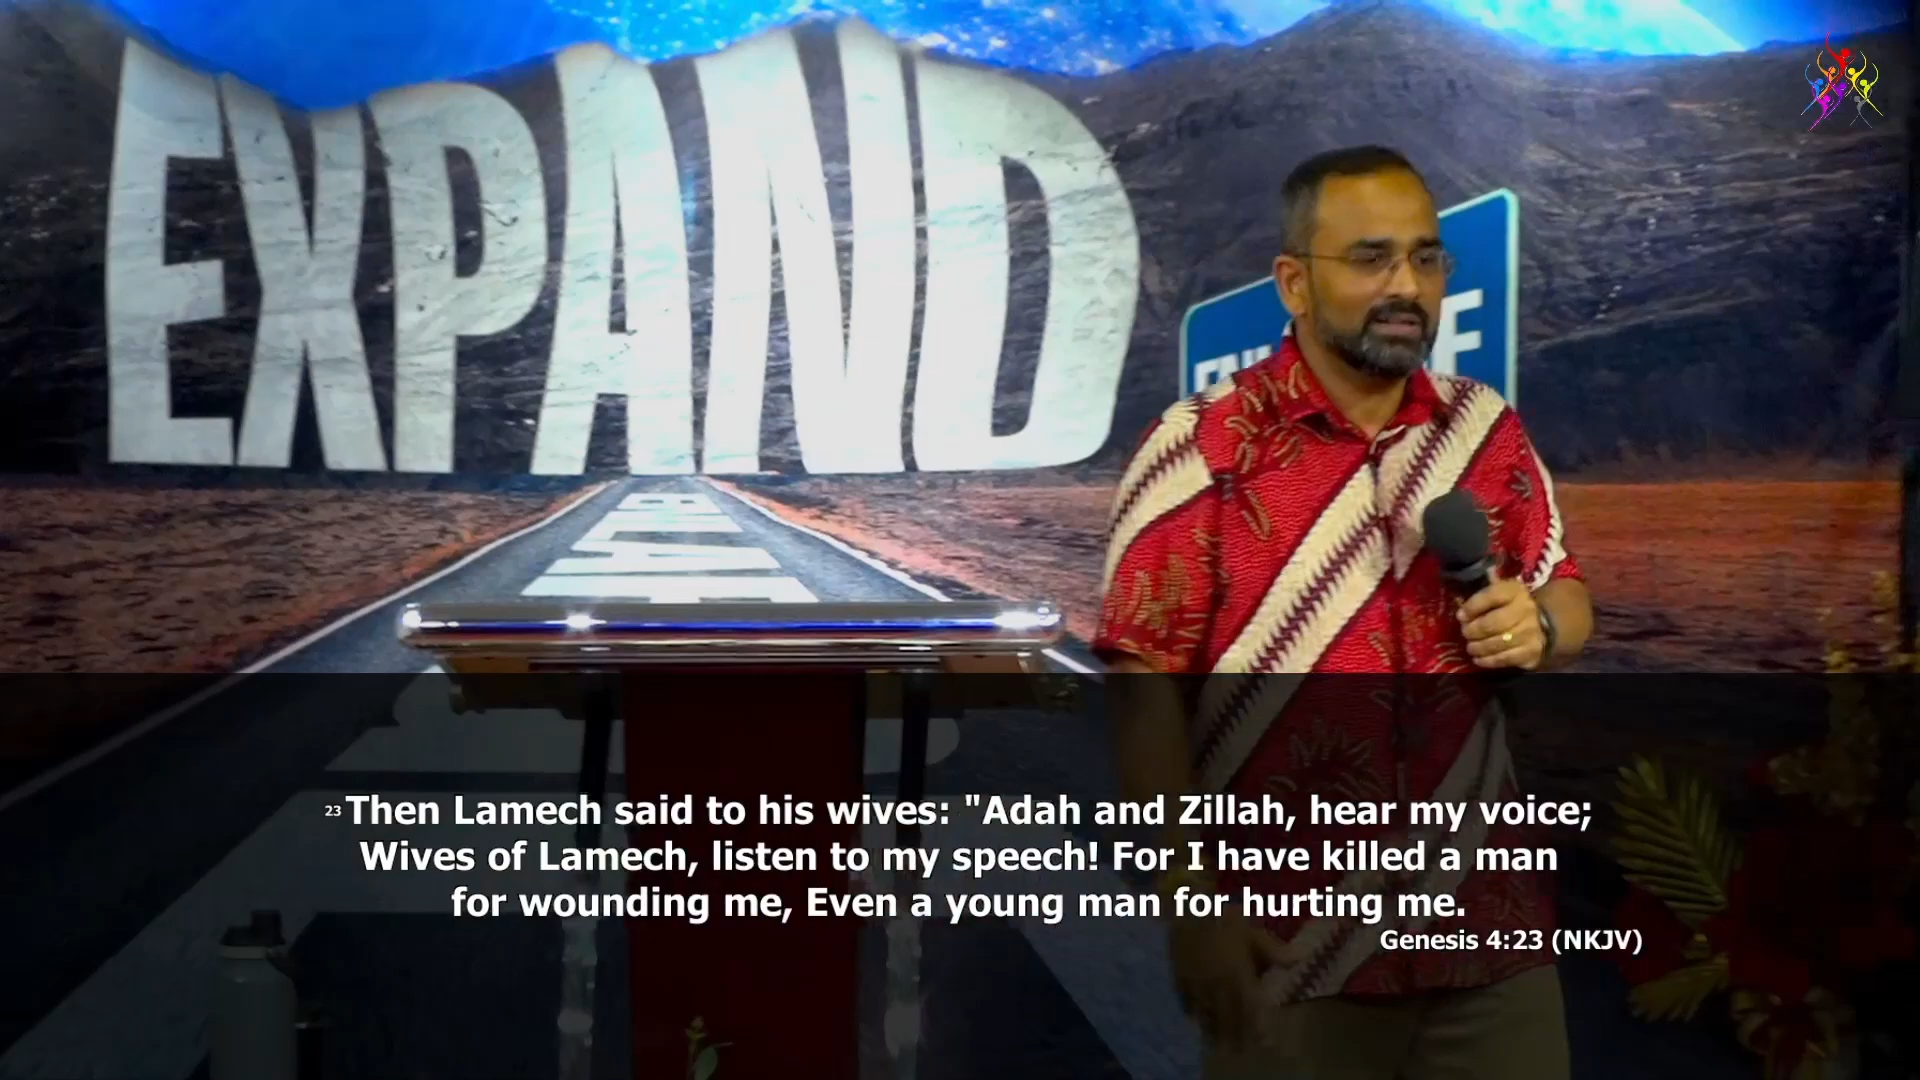 EXPAND
23 Then Lamech said to his wives: "Adah and Zillah, hear my voice;
Wives of Lamech, listen to my speech! For I have killed a man
for wounding me, Even a young man for hurting me.
Genesis 4:23 (NKJV)